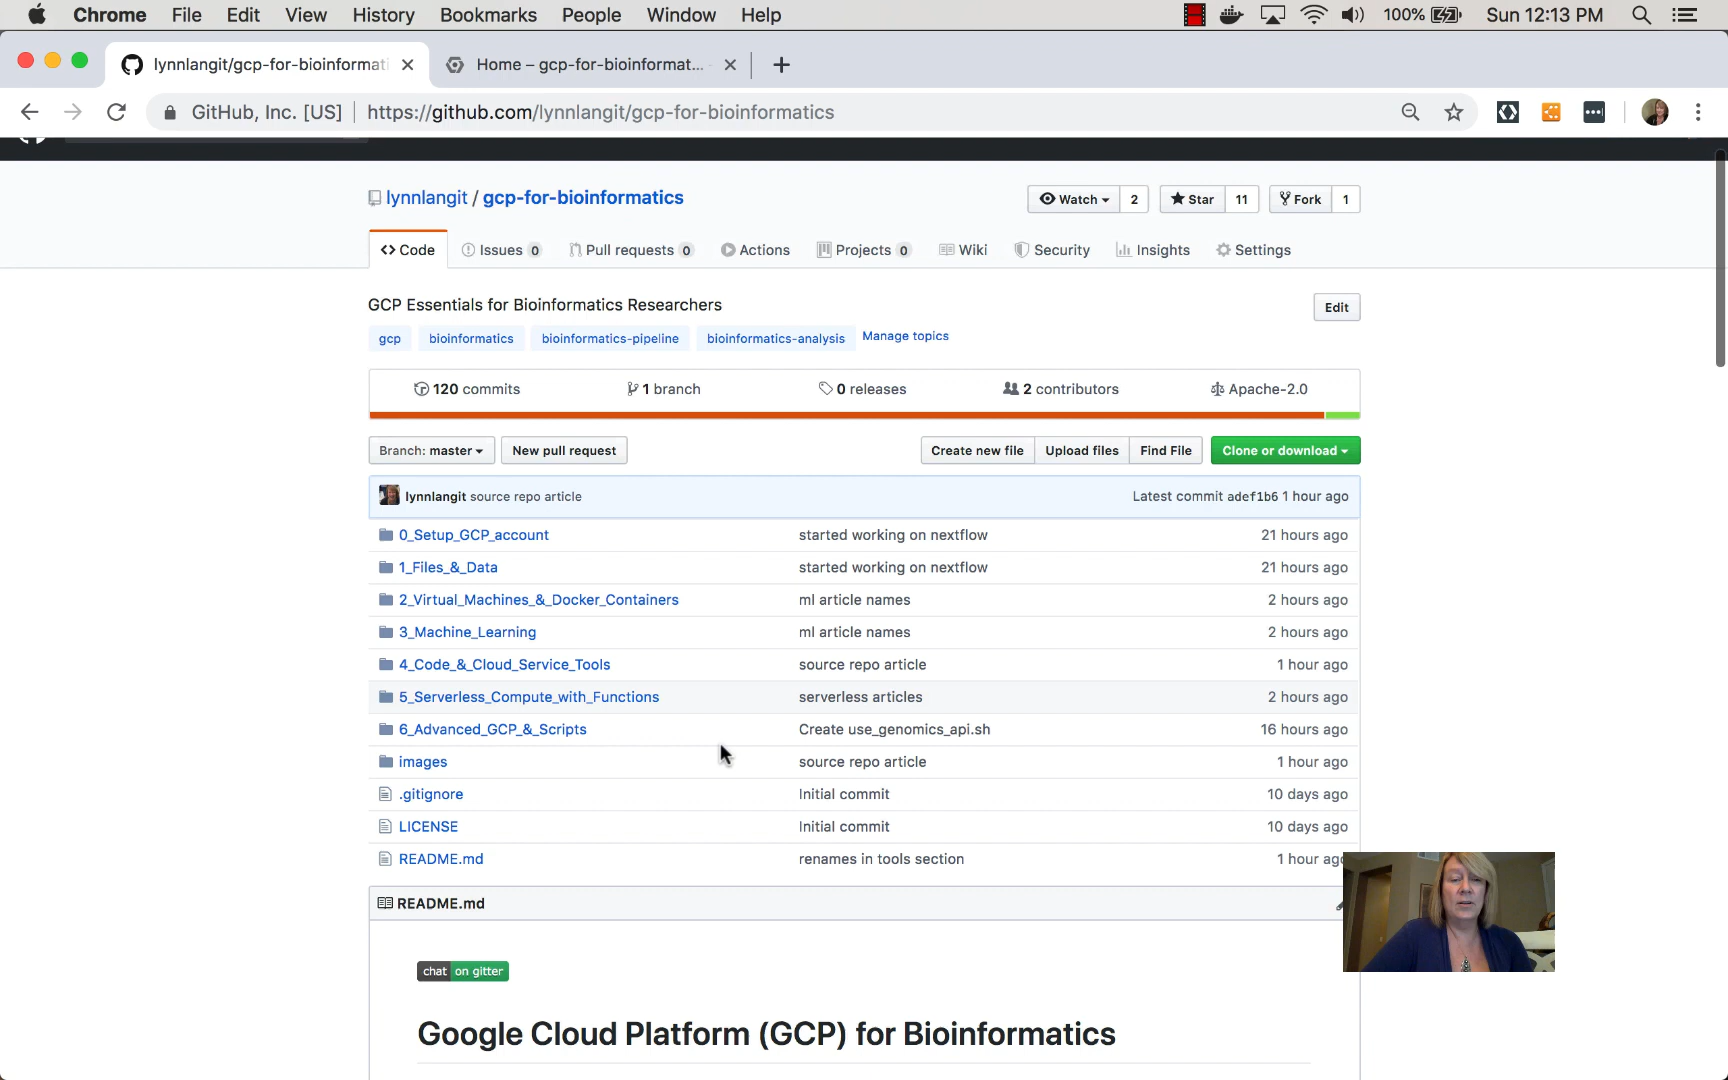 Chrome File Edit View History Bookmarks People Window Help 100% Sun 12:13 PM
lynnlangit/gcp-for-bioinformati Home – gcp-for-bioinformat...
GitHub, Inc. [US] https://github.com/lynnlangit/gcp-for-bioinformatics
lynnlangit / gcp-for-bioinformatics Watch 2 Star 11 Fork 1
Code Issues 0 Pull requests 0 Actions Projects 0 Wiki Security Insights Settings
GCP Essentials for Bioinformatics Researchers Edit
gcp bioinformatics bioinformatics-pipeline bioinformatics-analysis Manage topics
120 commits 1 branch 0 releases 2 contributors Apache-2.0
Branch: master New pull request Create new file Upload files Find File Clone or download
lynnlangit source repo article Latest commit adef1b6 1 hour ago
0_Setup_GCP_account started working on nextflow 21 hours ago
1_Files_&_Data started working on nextflow 21 hours ago
2_Virtual_Machines_&_Docker_Containers ml article names 2 hours ago
3_Machine_Learning ml article names 2 hours ago
4_Code_&_Cloud_Service_Tools source repo article 1 hour ago
5_Serverless_Compute_with_Functions serverless articles 2 hours ago
6_Advanced_GCP_&_Scripts Create use_genomics_api.sh 16 hours ago
images source repo article 1 hour ago
.gitignore Initial commit 10 days ago
LICENSE Initial commit 10 days ago
README.md renames in tools section 1 hour ago
README.md
chat on gitter
Google Cloud Platform (GCP) for Bioinformatics